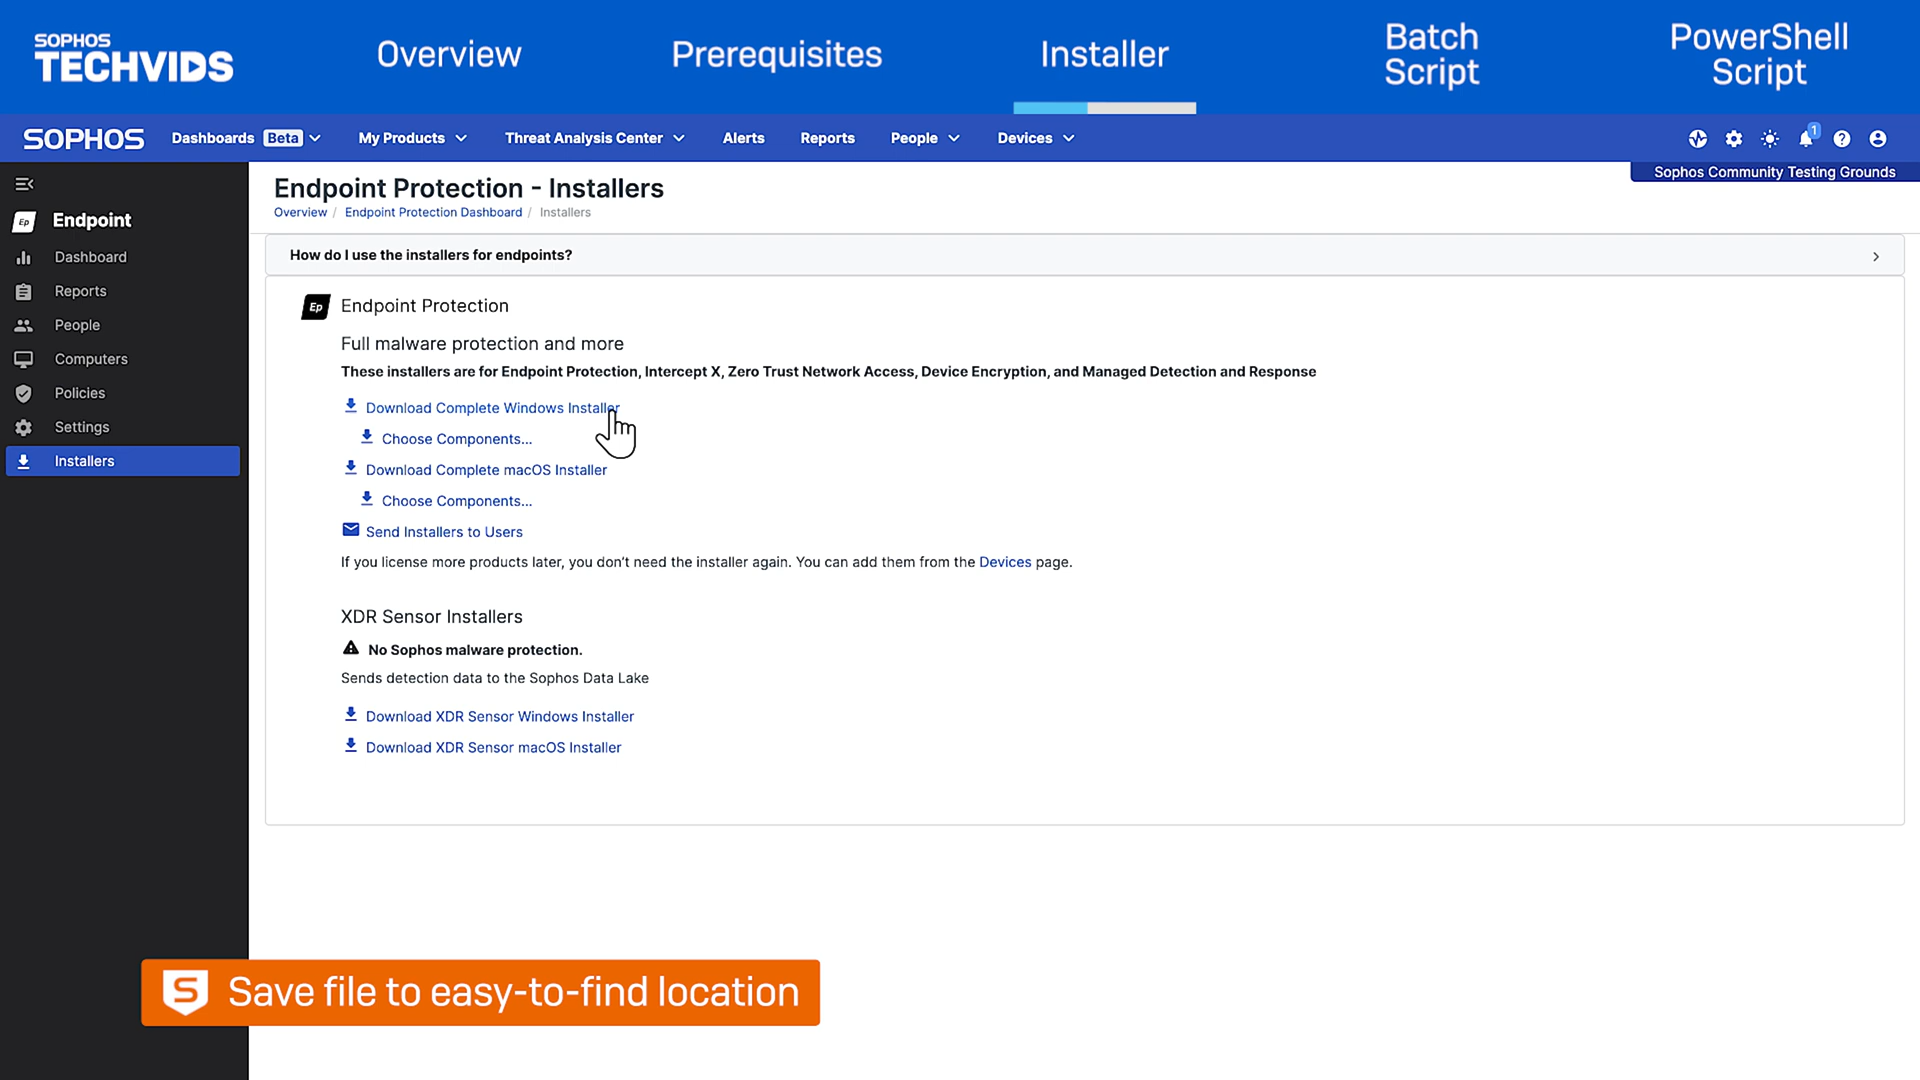 SOPHOS
TECHVIDS
Overview
Prerequisites
Installer
Batch
Script
PowerShell
Script
SOPHOS
Dashboards Beta
My Products
Threat Analysis Center
Alerts
Reports
People
Devices
1
Sophos Community Testing Grounds
Ep Endpoint
Dashboard
Reports
People
Computers
Policies
Settings
Installers
Endpoint Protection - Installers
Overview / Endpoint Protection Dashboard / Installers
How do I use the installers for endpoints?
Ep Endpoint Protection
Full malware protection and more
These installers are for Endpoint Protection, Intercept X, Zero Trust Network Access, Device Encryption, and Managed Detection and Response
Download Complete Windows Installer
Choose Components...
Download Complete macOS Installer
Choose Components...
Send Installers to Users
If you license more products later, you don't need the installer again. You can add them from the Devices page.
XDR Sensor Installers
No Sophos malware protection.
Sends detection data to the Sophos Data Lake
Download XDR Sensor Windows Installer
Download XDR Sensor macOS Installer
S Save file to easy-to-find location